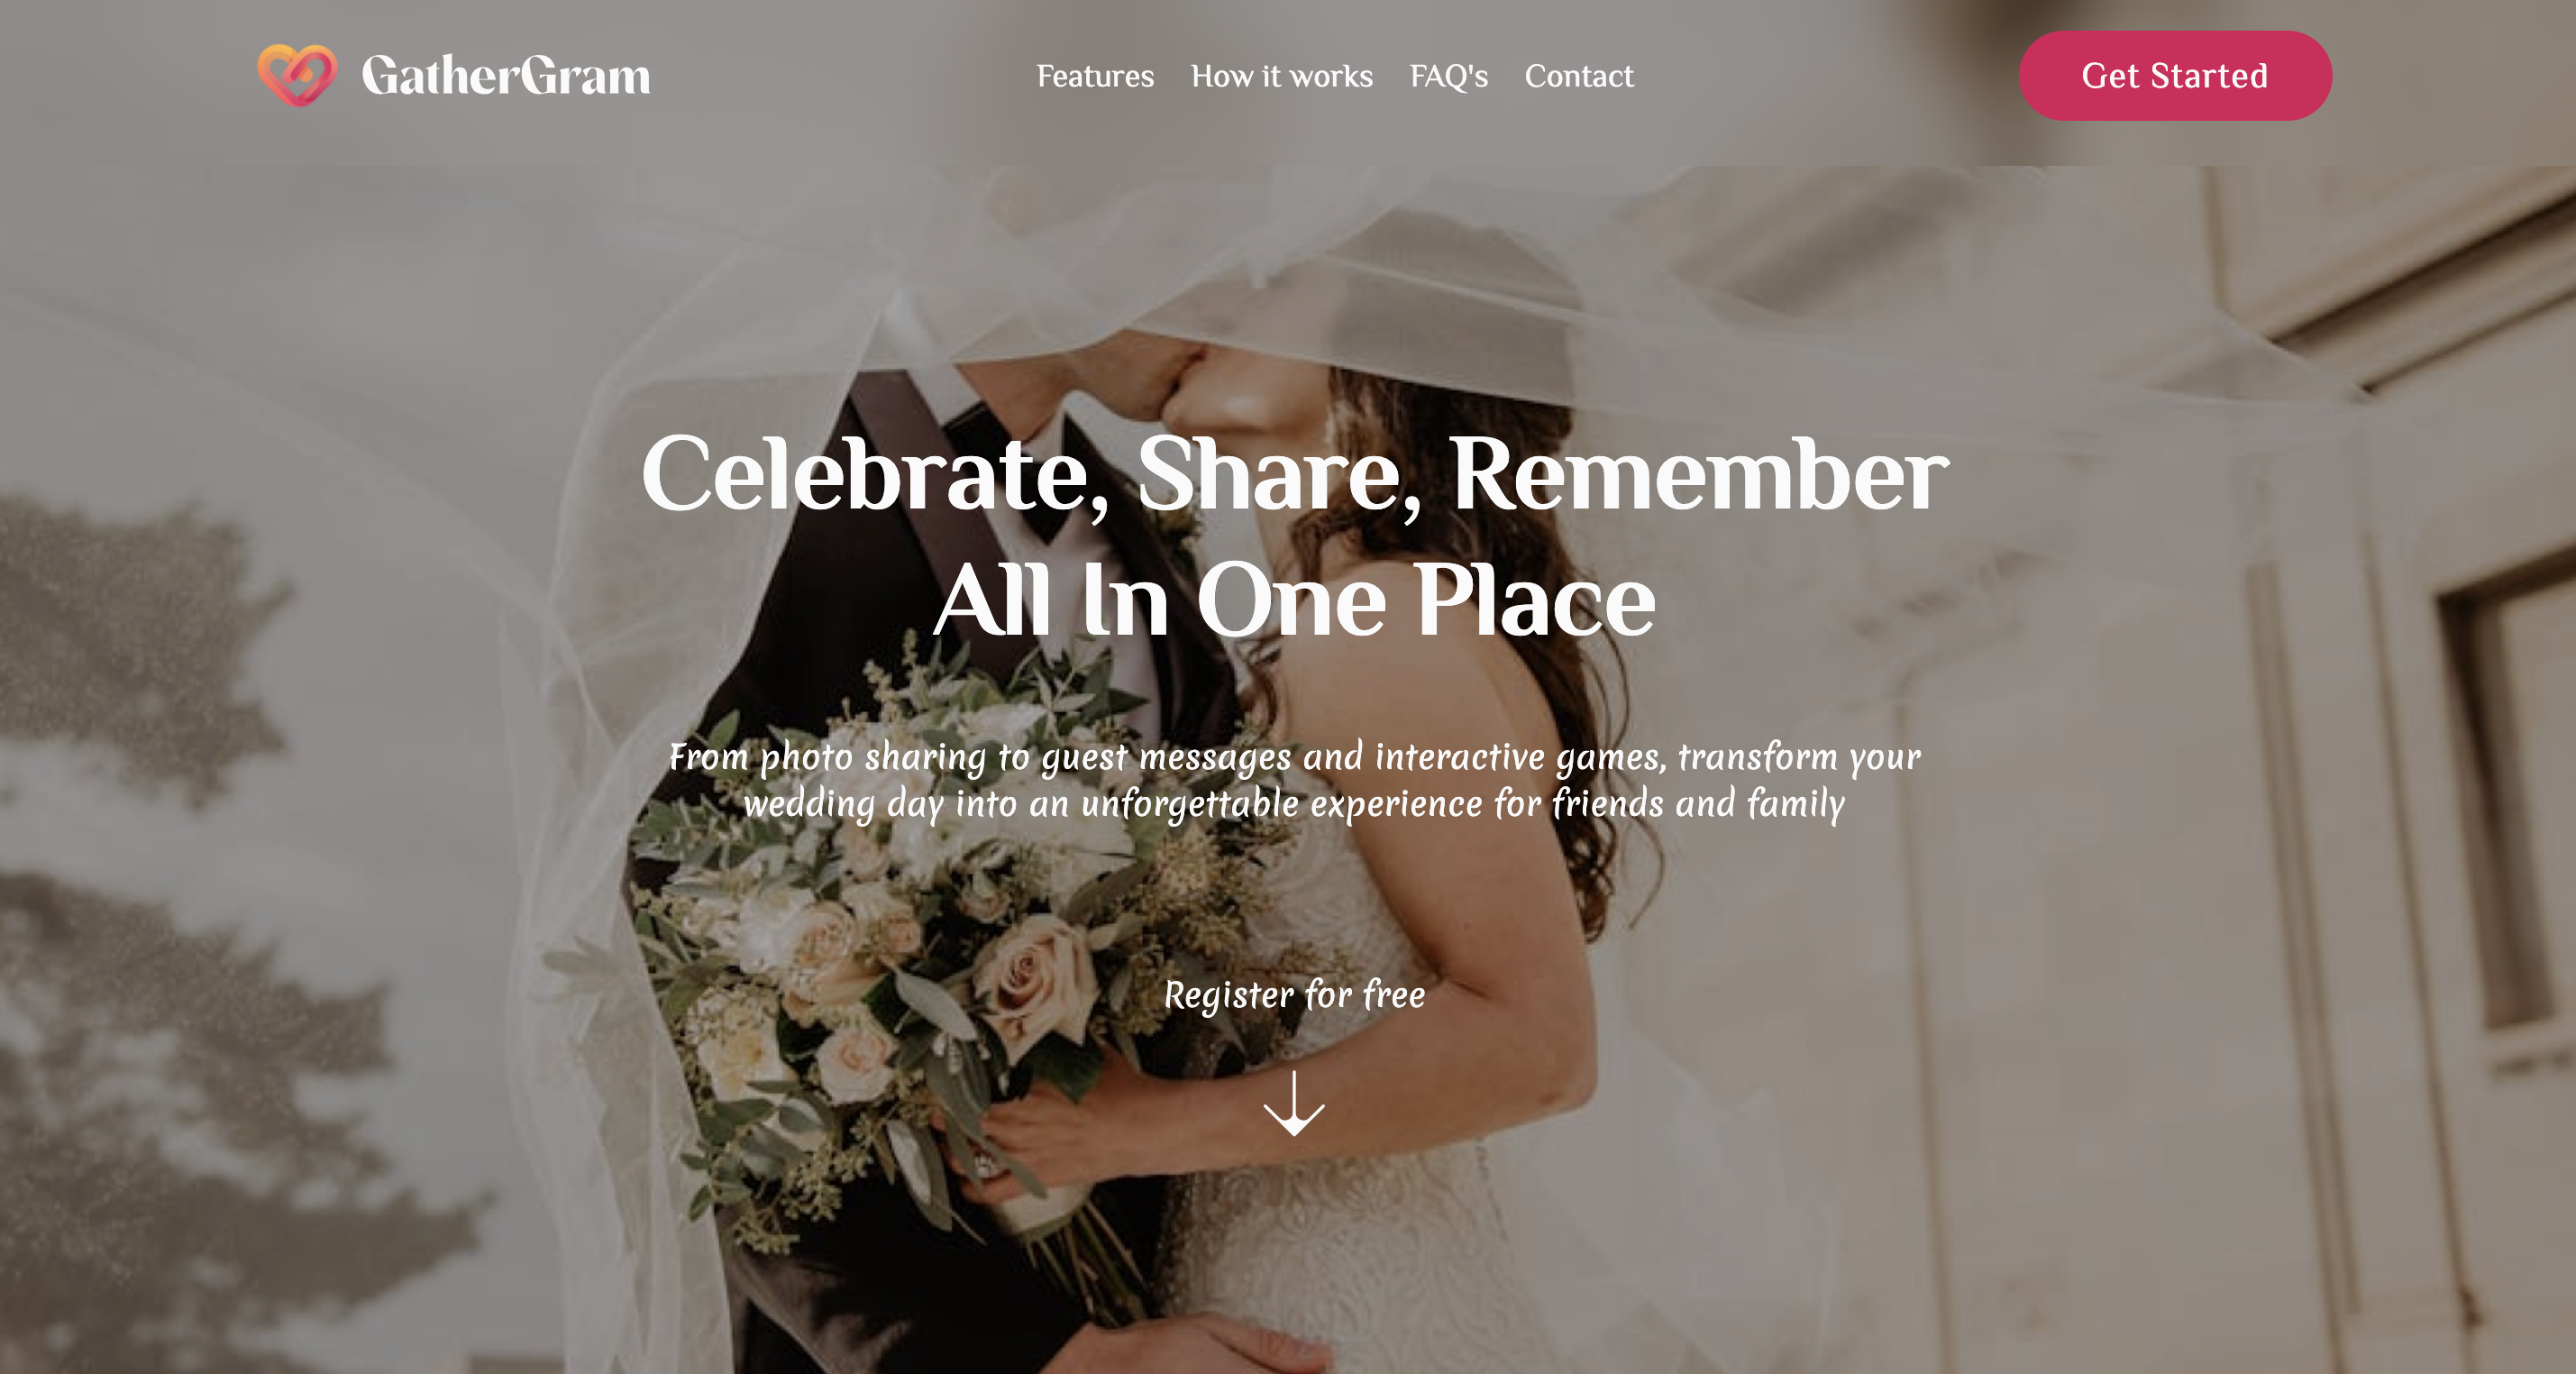 GatherGram
Features
How it works
FAQ's
Contact
Get Started
Celebrate, Share, Remember
All In One Place
From photo sharing to guest messages and interactive games, transform your
wedding day into an unforgettable experience for friends and family
Register for free